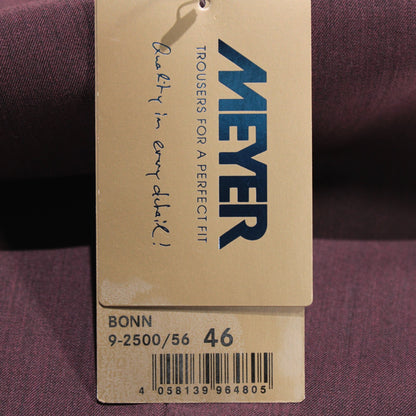 MEYER
TROUSERS FOR A PERFECT FIT
Quality in every detail!
BONN
9-2500/56 46
4 058139 964805